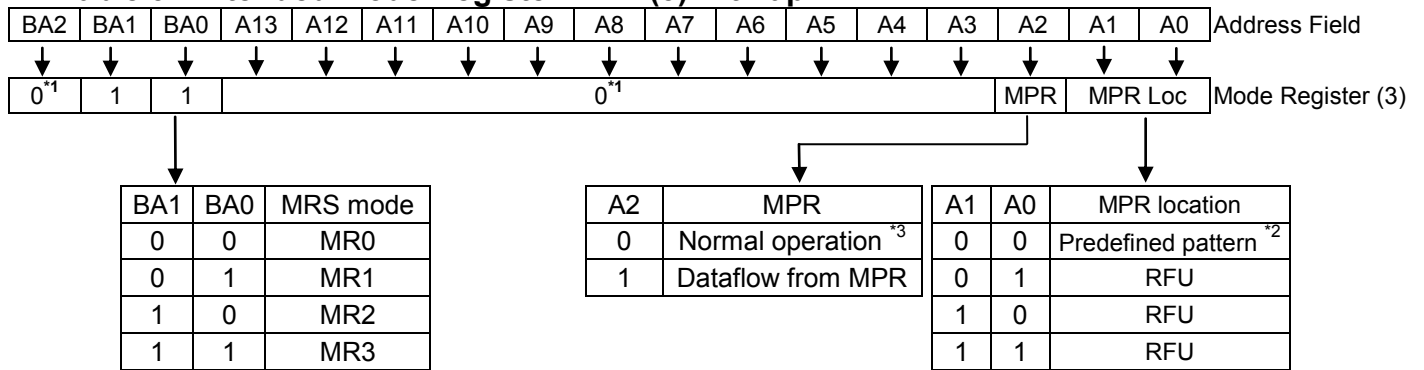 BA2 BA1 BA0 A13 A12 A11 A10 A9 A8 A7 A6 A5 A4 A3 A2 A1 A0 Address Field
0*1 1 1 0*1 MPR MPR Loc Mode Register (3)
BA1 BA0 MRS mode
0 0 MR0
0 1 MR1
1 0 MR2
1 1 MR3
A2 MPR
0 Normal operation *3
1 Dataflow from MPR
A1 A0 MPR location
0 0 Predefined pattern *2
0 1 RFU
1 0 RFU
1 1 RFU